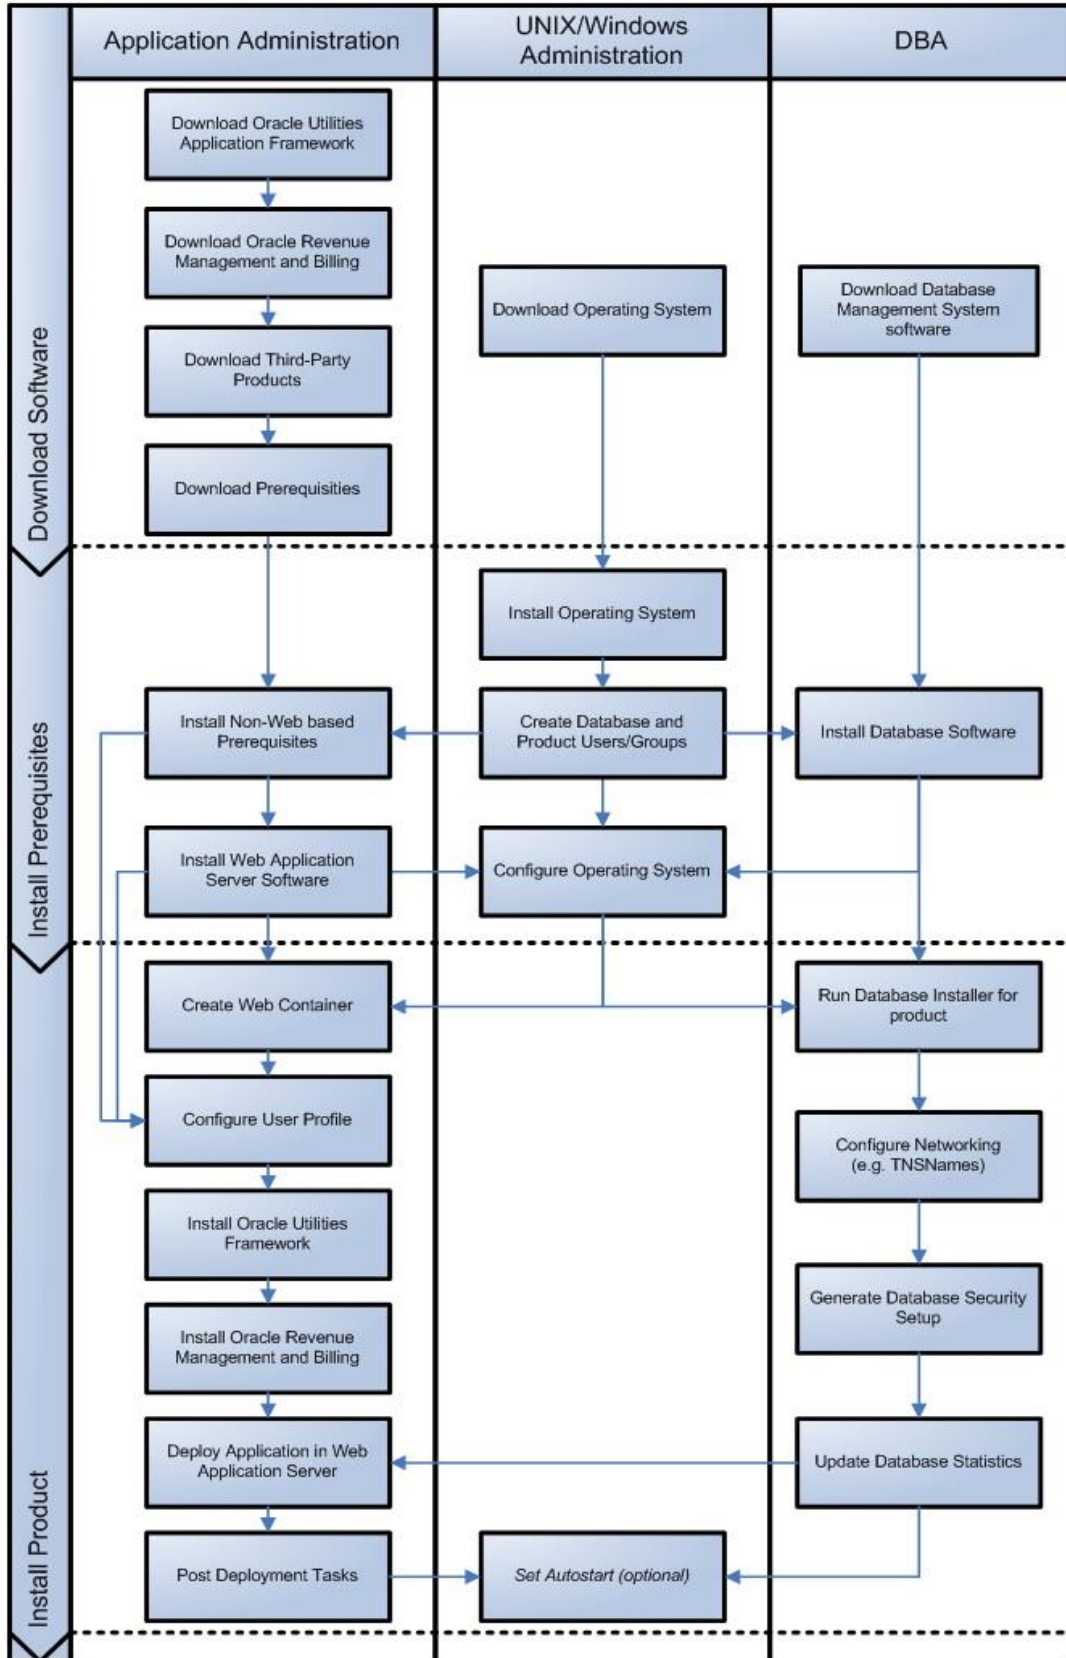 Application Administration
UNIX/Windows
Administration
DBA
Download Software
Download Oracle Utilities
Application Framework
Download Oracle Revenue
Management and Billing
Download Operating System
Download Database
Management System
software
Download Third-Party
Products
Download Prerequisities
Install Prerequisites
Install Operating System
Install Non-Web based
Prerequisites
Create Database and
Product Users/Groups
Install Database Software
Install Web Application
Server Software
Configure Operating System
Install Product
Create Web Container
Run Database Installer for
product
Configure User Profile
Configure Networking
(e.g. TNSNames)
Install Oracle Utilities
Framework
Generate Database Security
Setup
Install Oracle Revenue
Management and Billing
Deploy Application in Web
Application Server
Update Database Statistics
Post Deployment Tasks
Set Autostart (optional)